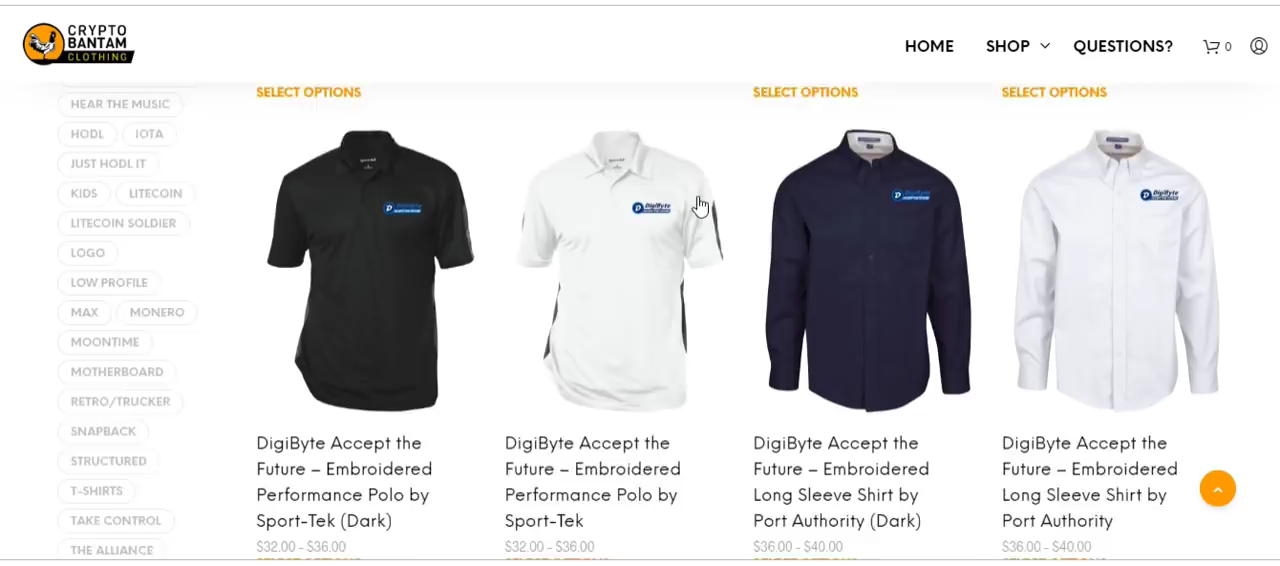 CRYPTO
BANTAM
CLOTHING
HOME
SHOP
QUESTIONS?
0
HEAR THE MUSIC
HODL
IOTA
JUST HODL IT
KIDS
LITECOIN
LITECOIN SOLDIER
LOGO
LOW PROFILE
MAX
MONERO
MOONTIME
MOTHERBOARD
RETRO/TRUCKER
SNAPBACK
STRUCTURED
T-SHIRTS
TAKE CONTROL
THE ALLIANCE
SELECT OPTIONS
SELECT OPTIONS
SELECT OPTIONS
DigiByte
DigiByte
DigiByte
DigiByte
DigiByte Accept the
Future – Embroidered
Performance Polo by
Sport-Tek (Dark)
$32.00 - $36.00
DigiByte Accept the
Future – Embroidered
Performance Polo by
Sport-Tek
$32.00 - $36.00
DigiByte Accept the
Future – Embroidered
Long Sleeve Shirt by
Port Authority (Dark)
$36.00 - $40.00
DigiByte Accept the
Future – Embroidered
Long Sleeve Shirt by
Port Authority
$36.00 - $40.00